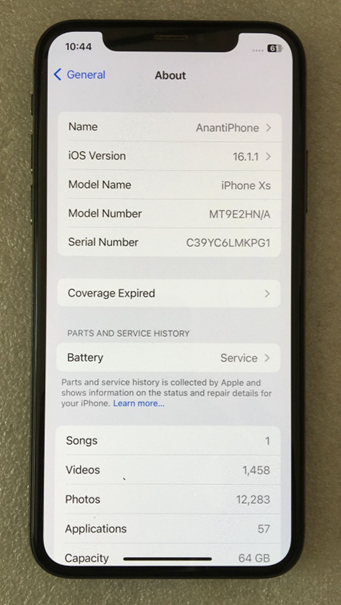 10:44 61
General About
Name AnantiPhone
iOS Version 16.1.1
Model Name iPhone Xs
Model Number MT9E2HN/A
Serial Number C39YC6LMKPG1
Coverage Expired
PARTS AND SERVICE HISTORY
Battery Service
Parts and service history is collected by Apple and
shows information on the status and repair details for
your iPhone. Learn more...
Songs 1
Videos 1,458
Photos 12,283
Applications 57
Capacity 64 GB